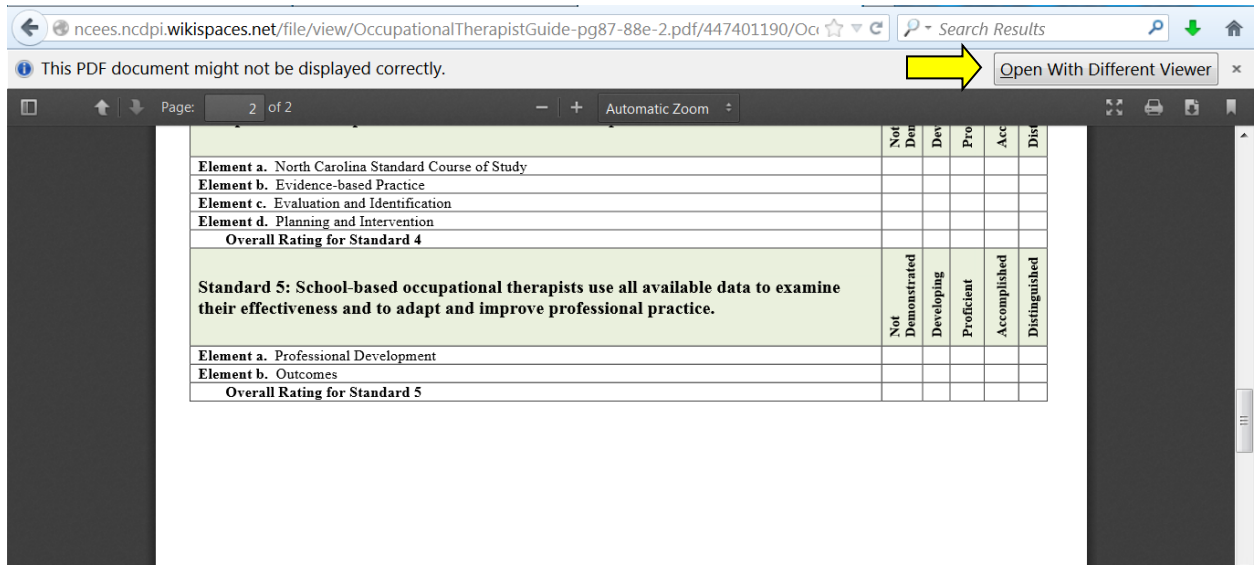 ncees.ncdpi.wikispaces.net/file/view/OccupationalTherapistGuide-pg87-88e-2.pdf/447401190/Oc
Search Results
This PDF document might not be displayed correctly.
Open With Different Viewer
Page: 2 of 2
Automatic Zoom
Element a. North Carolina Standard Course of Study
Element b. Evidence-based Practice
Element c. Evaluation and Identification
Element d. Planning and Intervention
Overall Rating for Standard 4
Standard 5: School-based occupational therapists use all available data to examine
their effectiveness and to adapt and improve professional practice.
Not
Demonstrated
Developing
Proficient
Accomplished
Distinguished
Element a. Professional Development
Element b. Outcomes
Overall Rating for Standard 5